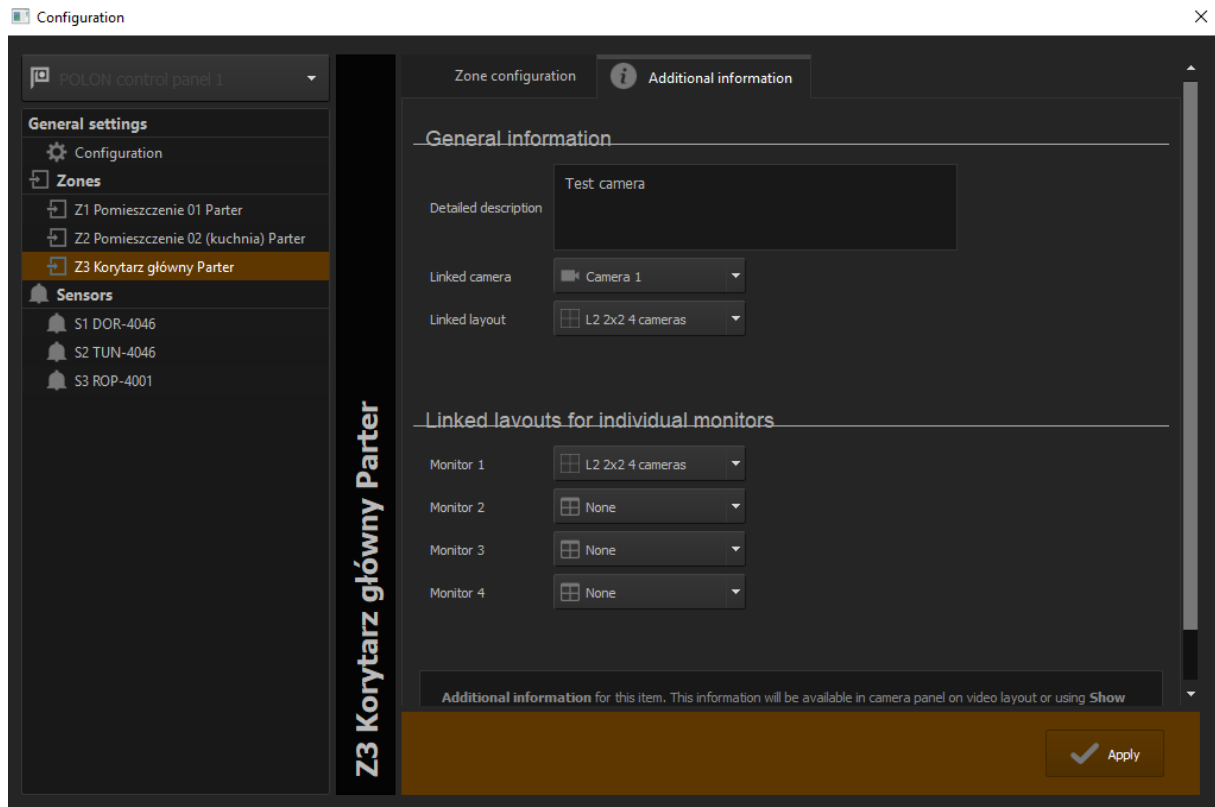 Configuration
POLON control panel 1
General settings
Configuration
Zones
Z1 Pomieszczenie 01 Parter
Z2 Pomieszczenie 02 (kuchnia) Parter
Z3 Korytarz główny Parter
Sensors
S1 DOR-4046
S2 TUN-4046
S3 ROP-4001
Z3 Korytarz główny Parter
Zone configuration
Additional information
General information
Detailed description
Test camera
Linked camera
Camera 1
Linked layout
L2 2x2 4 cameras
Linked layouts for individual monitors
Monitor 1
L2 2x2 4 cameras
Monitor 2
None
Monitor 3
None
Monitor 4
None
Additional information for this item. This information will be available in camera panel on video layout or using Show
Apply